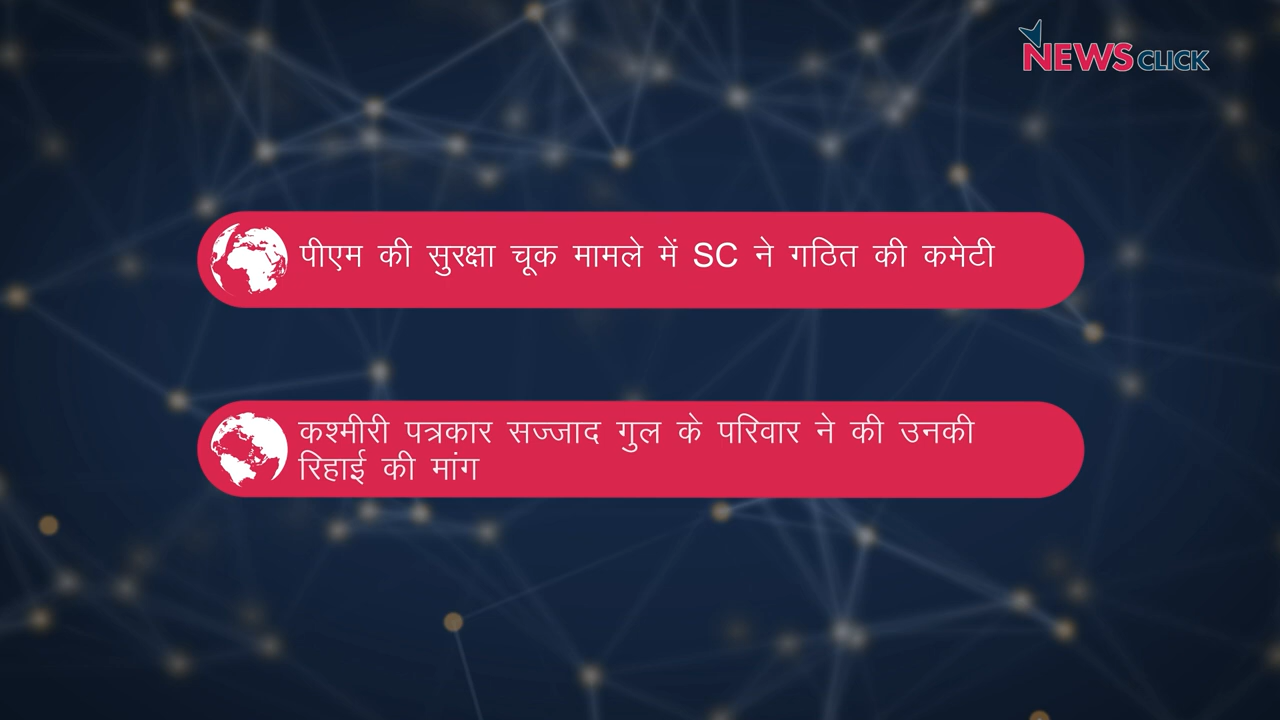 NEWSCLICK
पीएम की सुरक्षा चूक मामले में SC ने गठित की कमेटी
कश्मीरी पत्रकार सज्जाद गुल के परिवार ने की उनकी
रिहाई की मांग